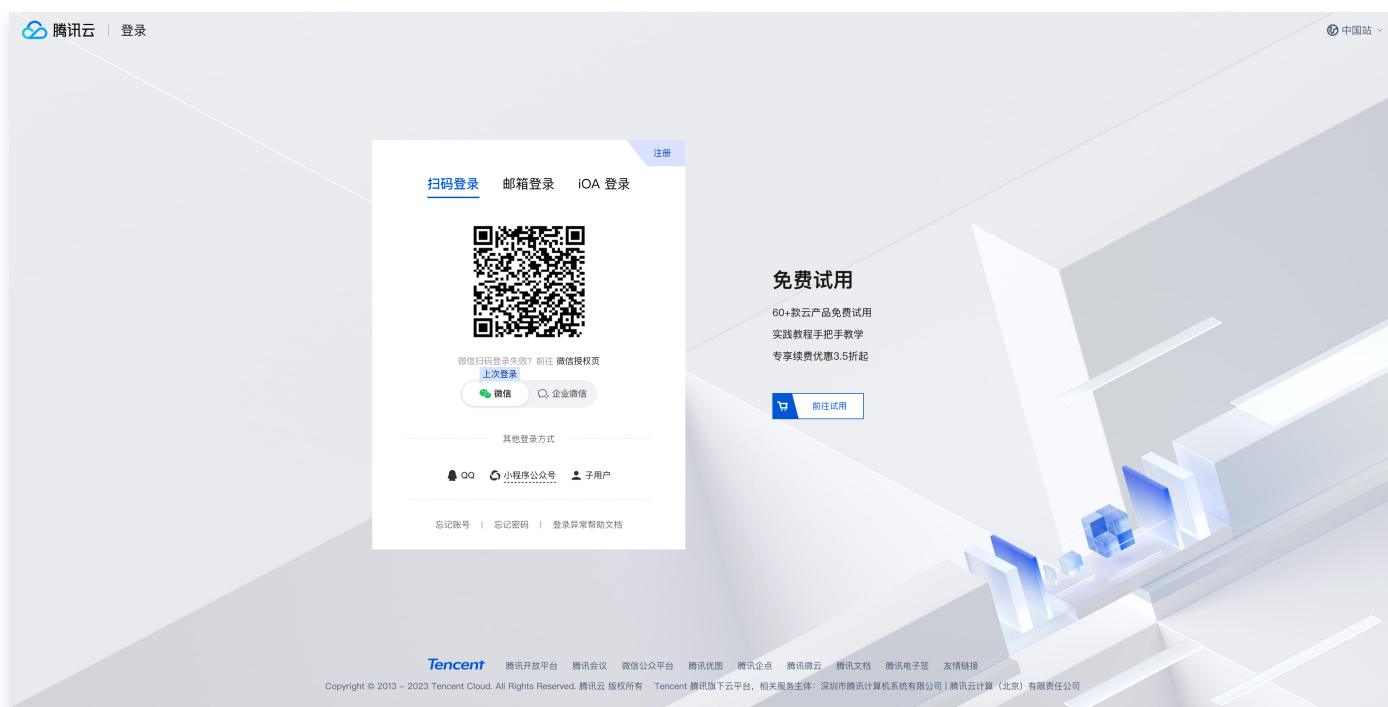 腾讯云 登录
中国站
注册
扫码登录 邮箱登录 iOA 登录
微信扫码登录失败? 前往 微信授权页
上次登录
微信 企业微信
其他登录方式
QQ 小程序公众号 子用户
忘记账号 | 忘记密码 | 登录异常帮助文档
免费试用
60+款云产品免费试用
实践教程手把手教学
专享续费优惠3.5折起
前往试用
Tencent 腾讯开放平台 腾讯会议 微信公众平台 腾讯优图 腾讯企点 腾讯微云 腾讯文档 腾讯电子签 友情链接
Copyright © 2013 – 2023 Tencent Cloud. All Rights Reserved. 腾讯云 版权所有 Tencent 腾讯旗下云平台，相关服务主体：深圳市腾讯计算机系统有限公司 | 腾讯云计算（北京）有限责任公司